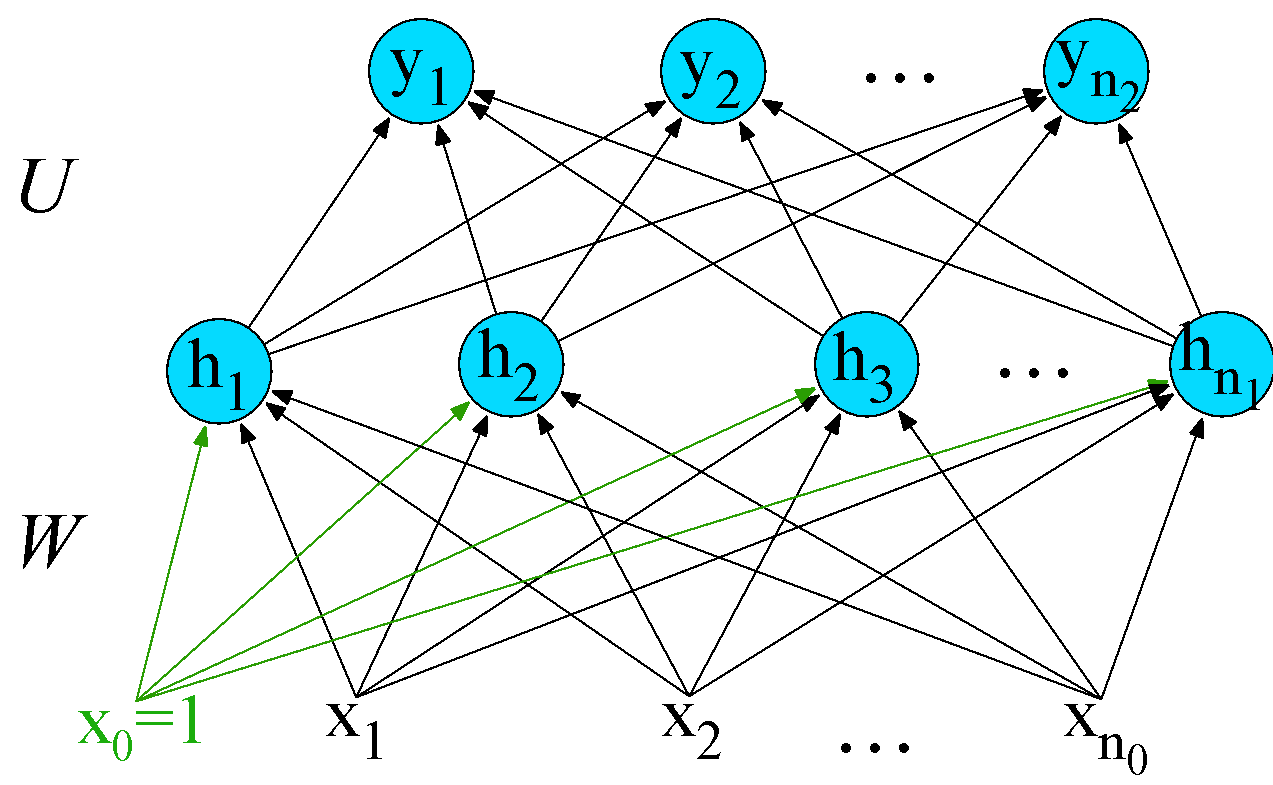 y₁ y₂ ... yₙ₂
U
h₁ h₂ h₃ ... hₙ₁
W
x₀=1 x₁ x₂ ... xₙ₀